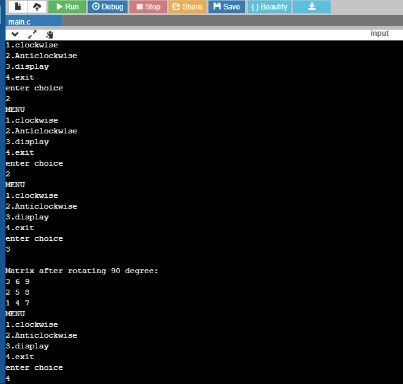 Run Debug Stop Share Save { } Beautify
main.c
input
1.clockwise
2.Anticlockwise
3.display
4.exit
enter choice
2
MENU
1.clockwise
2.Anticlockwise
3.display
4.exit
enter choice
2
MENU
1.clockwise
2.Anticlockwise
3.display
4.exit
enter choice
3
Matrix after rotating 90 degree:
3 6 9
2 5 8
1 4 7
MENU
1.clockwise
2.Anticlockwise
3.display
4.exit
enter choice
4